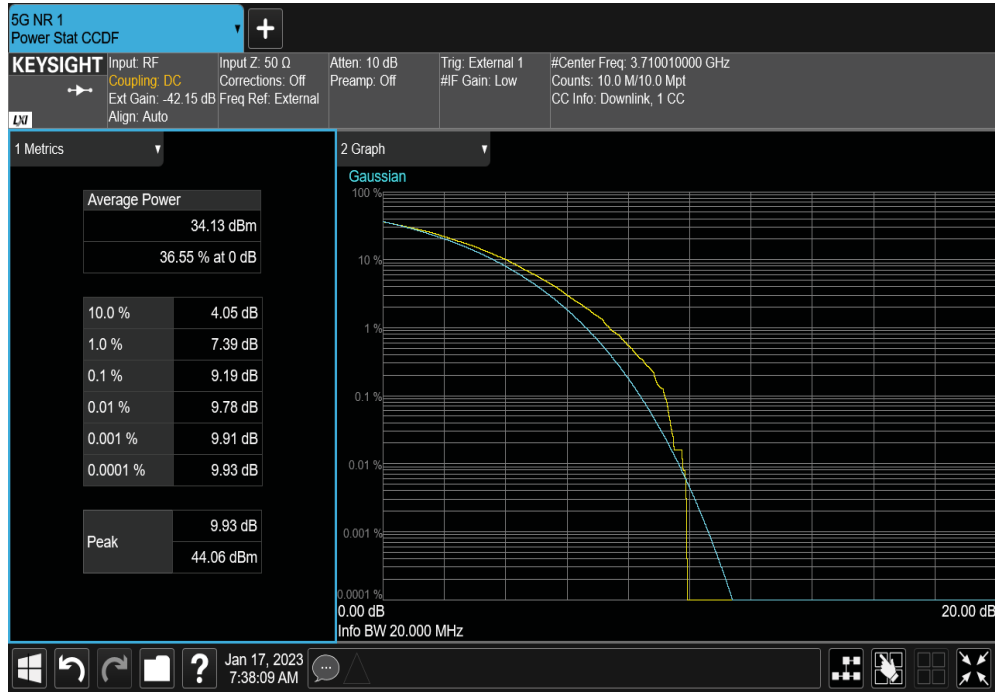 5G NR 1
Power Stat CCDF
KEYSIGHT
LXI
Input: RF
Coupling: DC
Ext Gain: -42.15 dB
Align: Auto
Input Z: 50 Ω
Corrections: Off
Freq Ref: External
Atten: 10 dB
Preamp: Off
Trig: External 1
#IF Gain: Low
#Center Freq: 3.710010000 GHz
Counts: 10.0 M/10.0 Mpt
CC Info: Downlink, 1 CC
1 Metrics
Average Power
34.13 dBm
36.55 % at 0 dB
10.0 % 4.05 dB
1.0 % 7.39 dB
0.1 % 9.19 dB
0.01 % 9.78 dB
0.001 % 9.91 dB
0.0001 % 9.93 dB
Peak
9.93 dB
44.06 dBm
2 Graph
Gaussian
100 %
10 %
1 %
0.1 %
0.01 %
0.001 %
0.0001 %
0.00 dB 20.00 dB
Info BW 20.000 MHz
?
Jan 17, 2023
7:38:09 AM